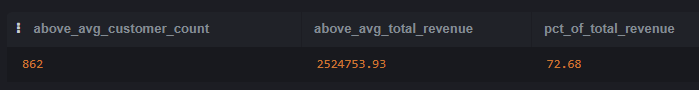 above_avg_customer_count above_avg_total_revenue pct_of_total_revenue
862 2524753.93 72.68